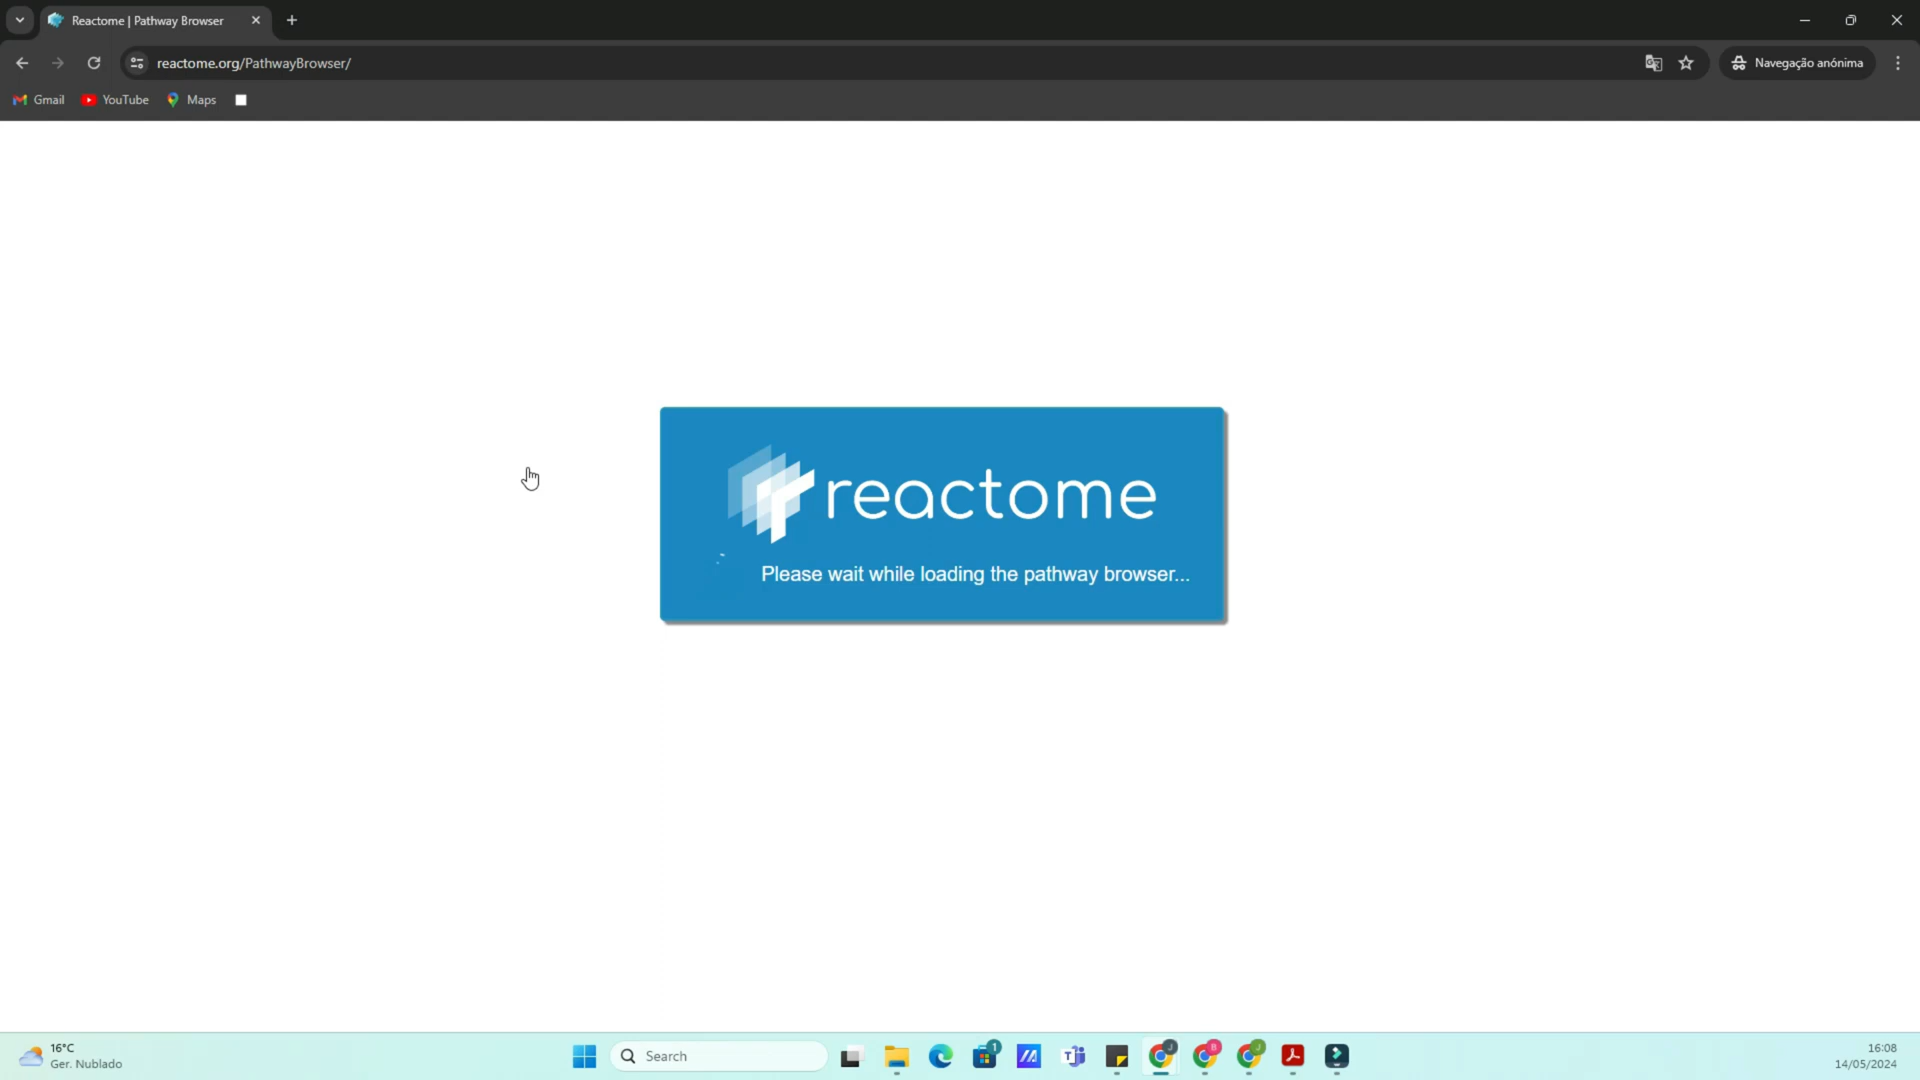 Reactome | Pathway Browser
reactome.org/PathwayBrowser/
Navegação anónima
Gmail
YouTube
Maps
reactome
Please wait while loading the pathway browser...
16°C
Ger. Nublado
Search
1
J
B
J
16:08
14/05/2024